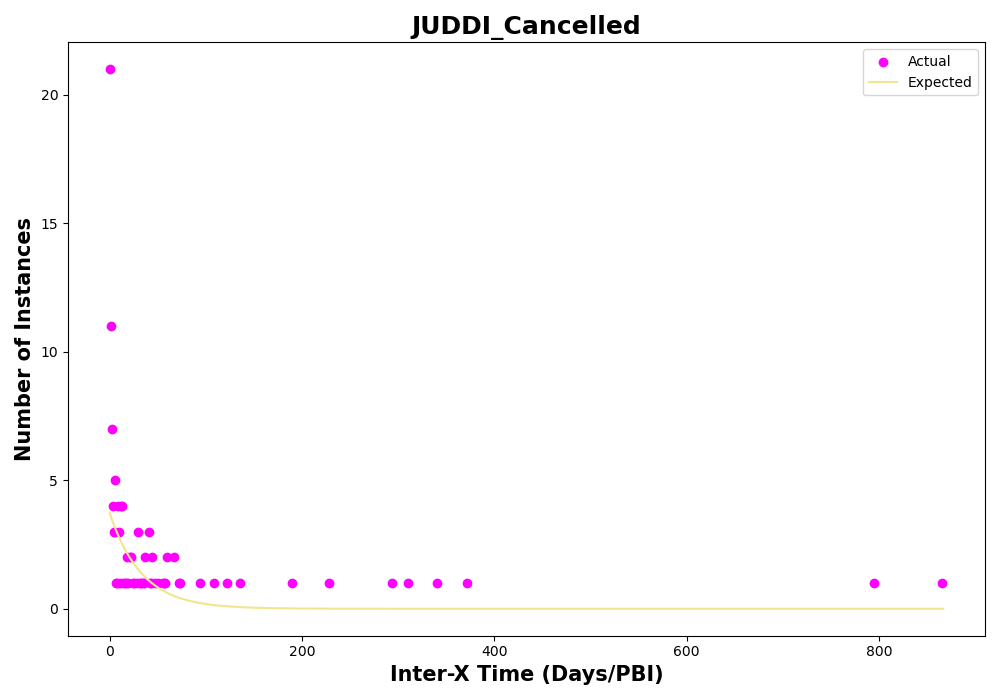 JUDDI_Cancelled
Actual
Expected
Number of Instances
20
15
10
5
0
0
200
400
600
800
Inter-X Time (Days/PBI)